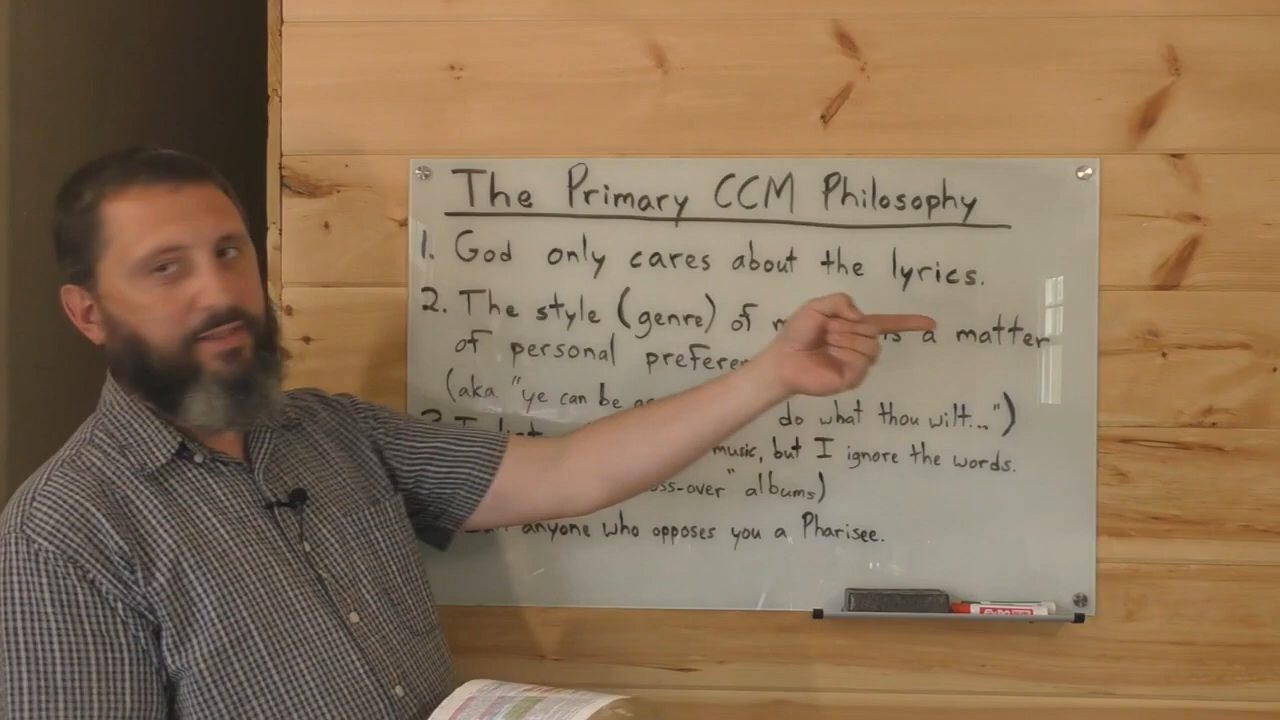 The Primary CCM Philosophy
1. God only cares about the lyrics.
2. The style (genre) of is a matter
of personal
(aka. "ye can be do what thou wilt...")
3. I music, but I ignore the words.
albums)
anyone who opposes you a Pharisee.